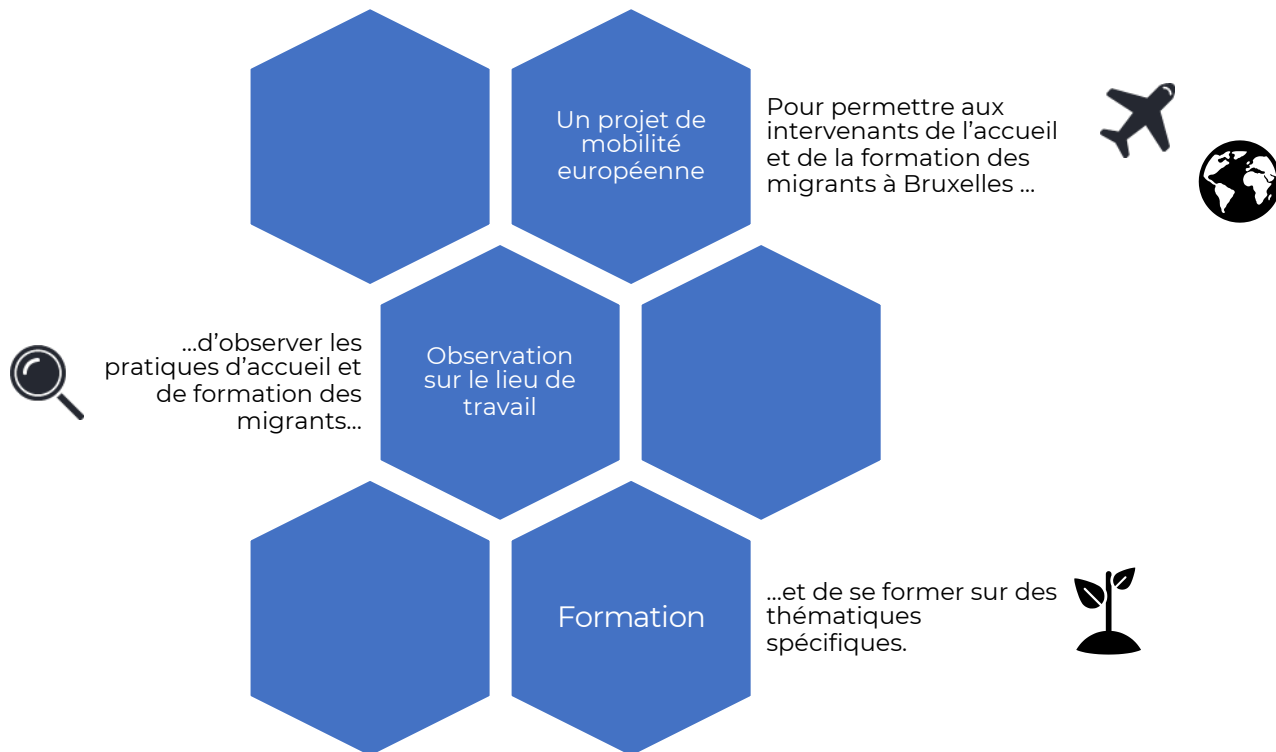 Un projet de
mobilité
européenne
Pour permettre aux
intervenants de l’accueil
et de la formation des
migrants à Bruxelles ...
...d’observer les
pratiques d’accueil et
de formation des
migrants...
Observation
sur le lieu de
travail
Formation
...et de se former sur des
thématiques
spécifiques.